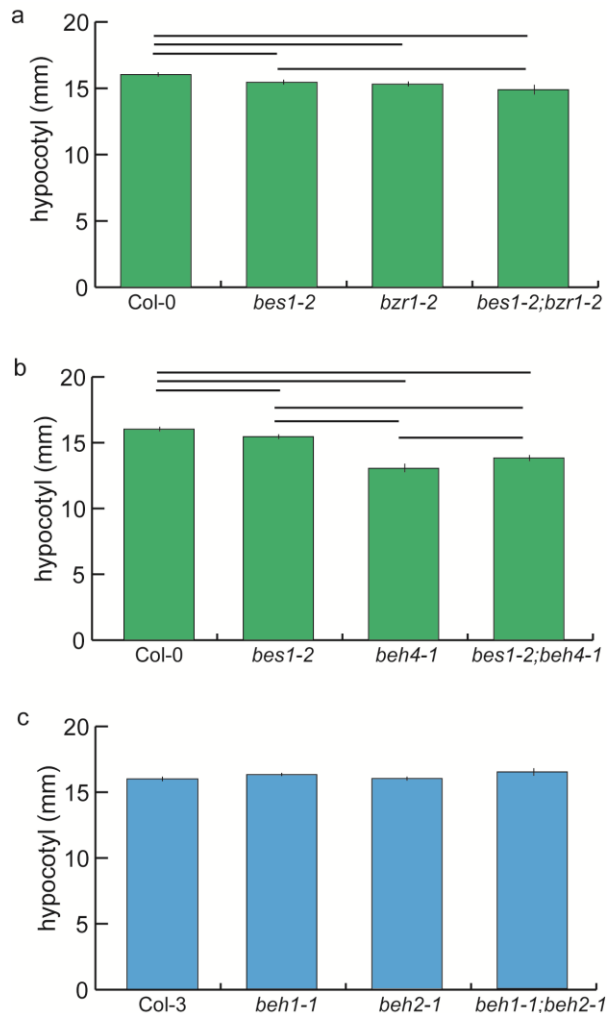 a
20
15
10
5
0
hypocotyl (mm)
Col-0 bes1-2 bzr1-2 bes1-2;bzr1-2
b
20
15
10
5
0
hypocotyl (mm)
Col-0 bes1-2 beh4-1 bes1-2;beh4-1
c
20
15
10
5
0
hypocotyl (mm)
Col-3 beh1-1 beh2-1 beh1-1;beh2-1